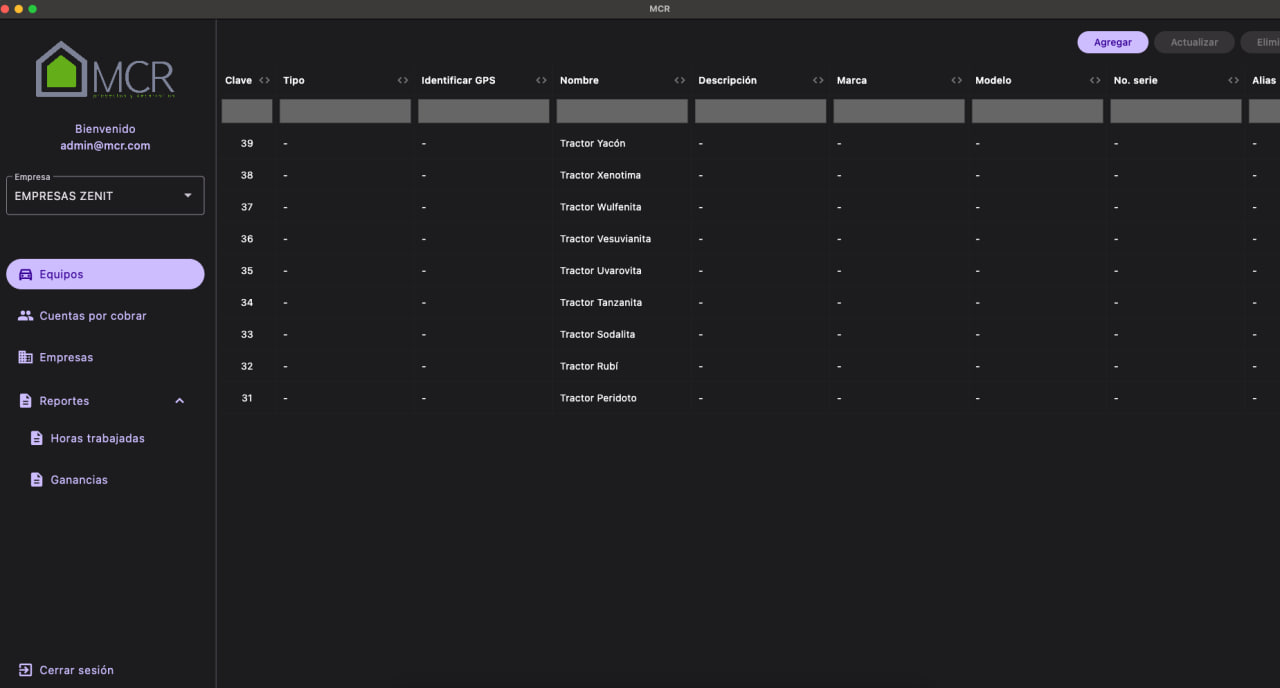 MCR
MCR
proyectos y servicios
Bienvenido
admin@mcr.com
Empresa
EMPRESAS ZENIT
Equipos
Cuentas por cobrar
Empresas
Reportes
Horas trabajadas
Ganancias
Cerrar sesión
Agregar Actualizar Elimi
Clave Tipo Identificar GPS Nombre Descripción Marca Modelo No. serie Alias
39 - - Tractor Yacón - - - - -
38 - - Tractor Xenotima - - - - -
37 - - Tractor Wulfenita - - - - -
36 - - Tractor Vesuvianita - - - - -
35 - - Tractor Uvarovita - - - - -
34 - - Tractor Tanzanita - - - - -
33 - - Tractor Sodalita - - - - -
32 - - Tractor Rubí - - - - -
31 - - Tractor Peridoto - - - - -